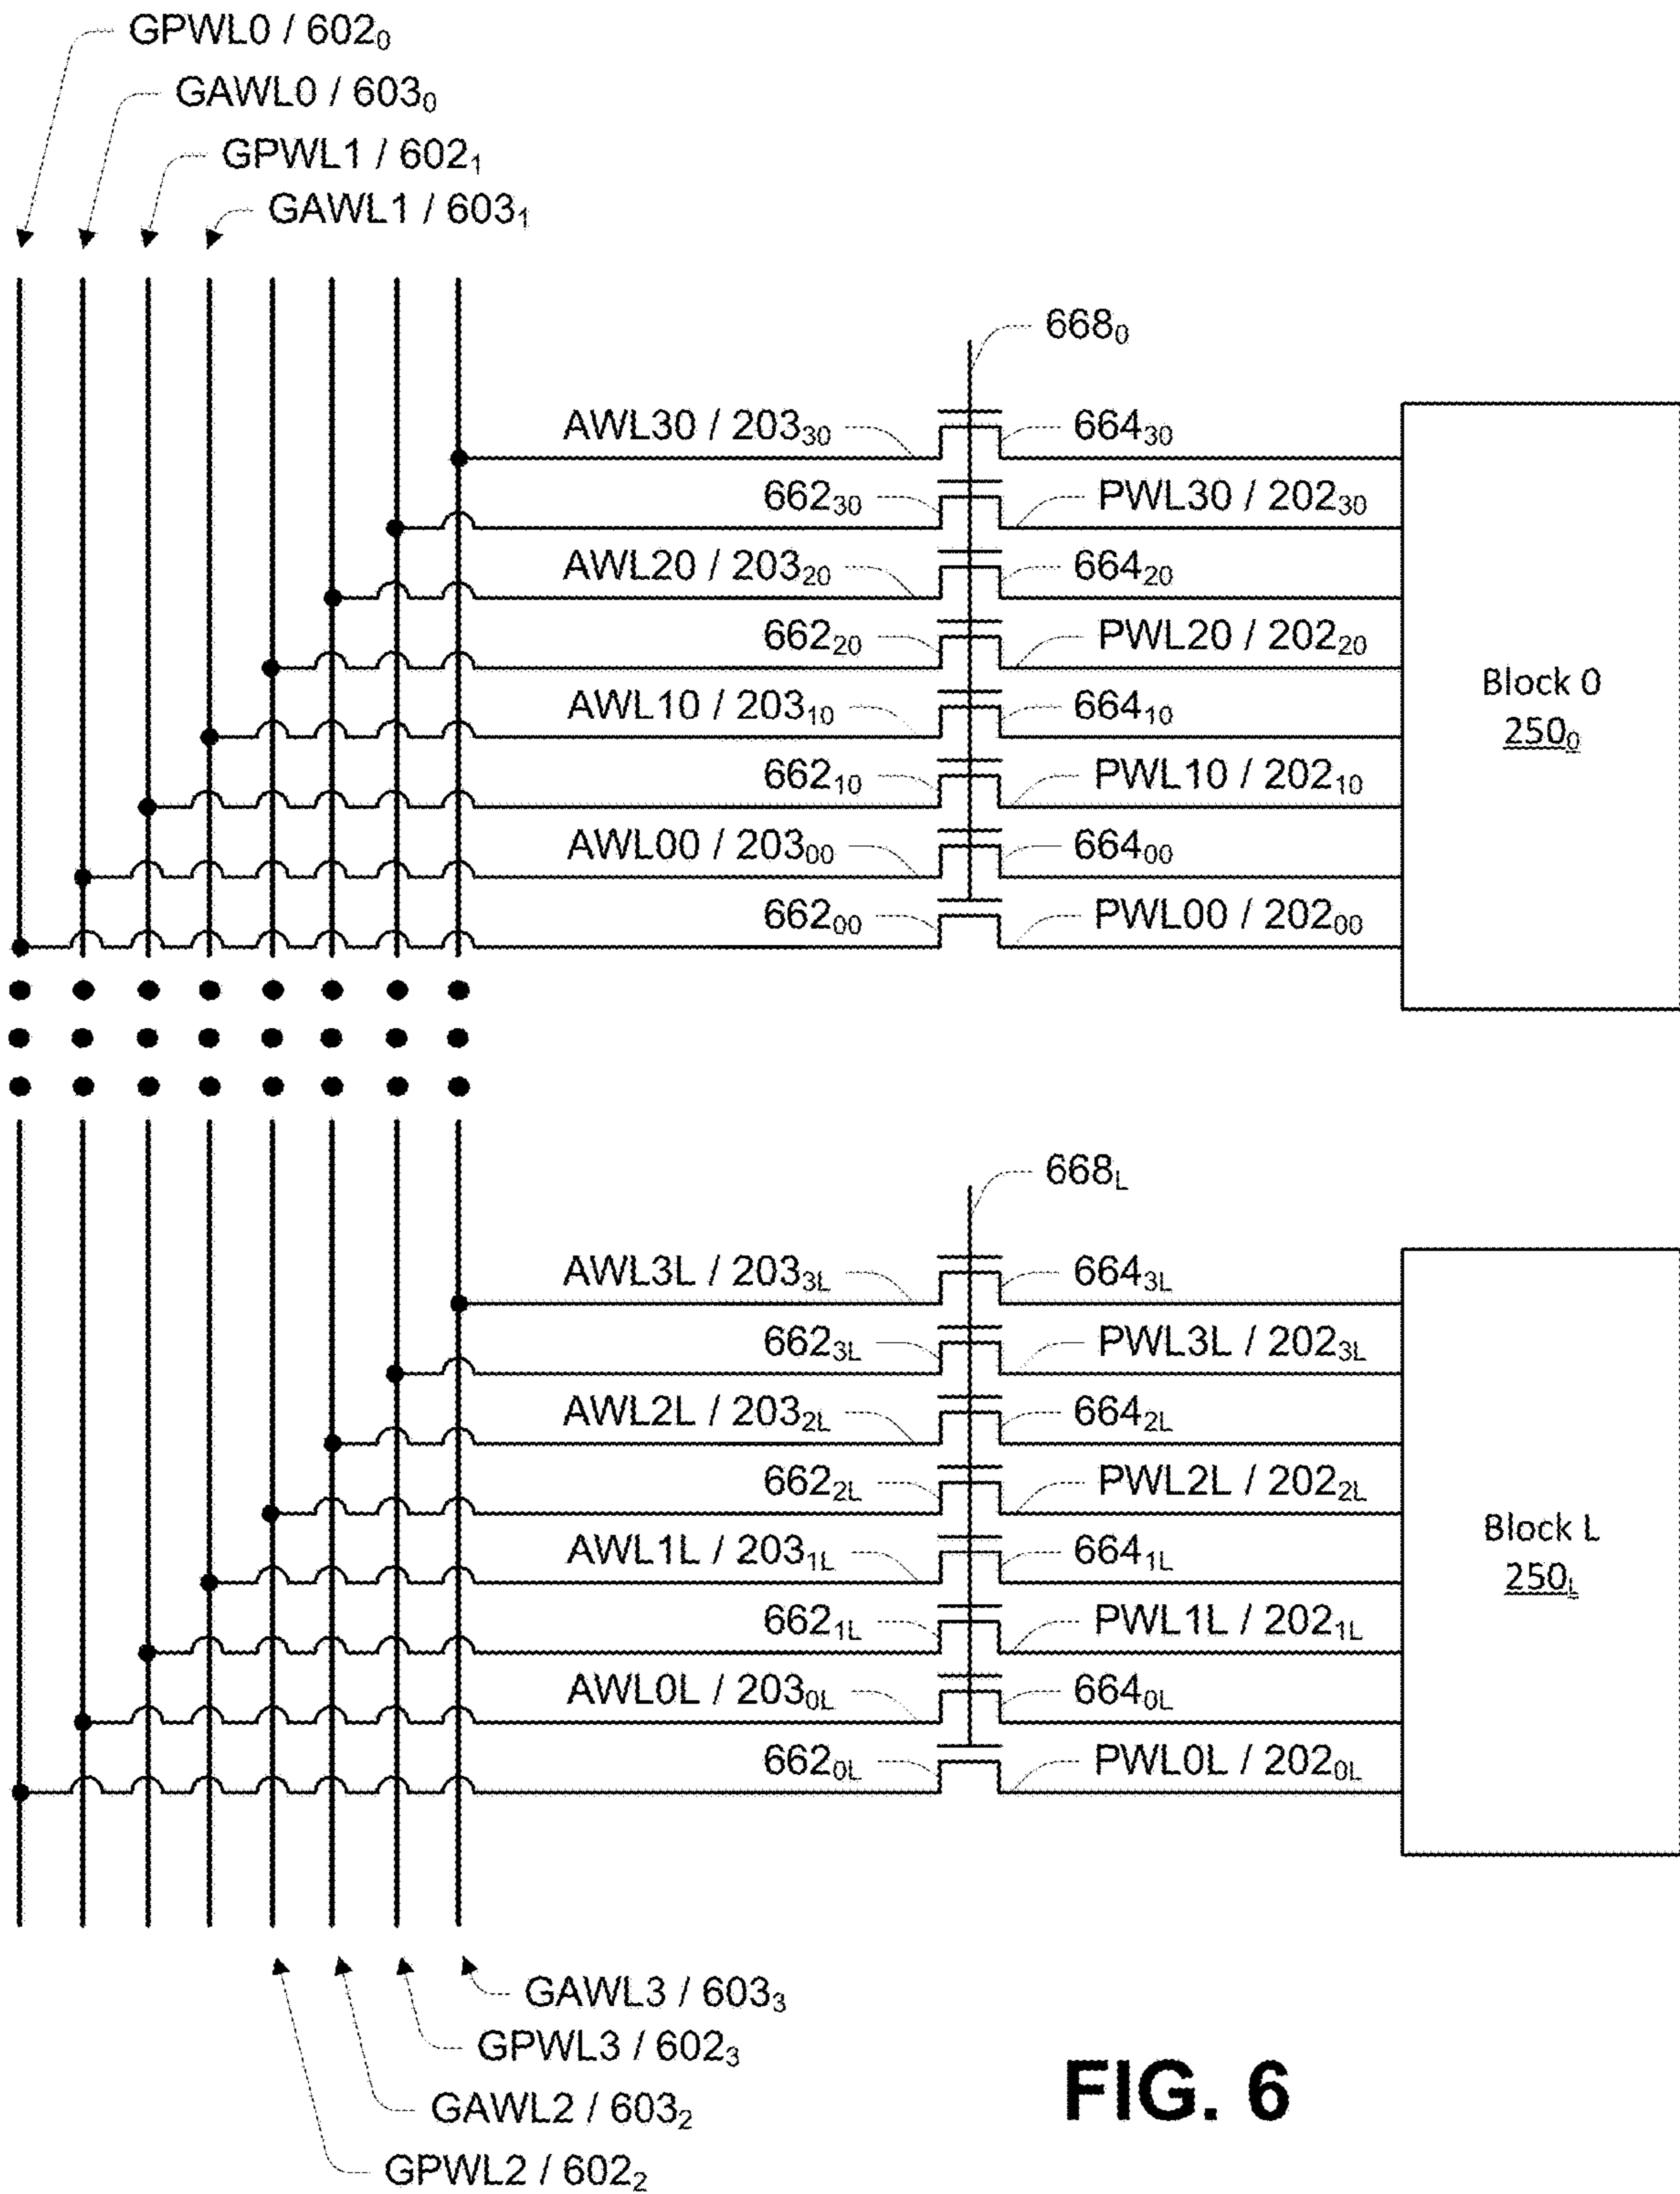 GPWL0 / 602₀
GAWL0 / 603₀
GPWL1 / 602₁
GAWL1 / 603₁
668₀
AWL30 / 203₃₀
664₃₀
662₃₀
PWL30 / 202₃₀
AWL20 / 203₂₀
664₂₀
662₂₀
PWL20 / 202₂₀
AWL10 / 203₁₀
664₁₀
662₁₀
PWL10 / 202₁₀
AWL00 / 203₀₀
664₀₀
662₀₀
PWL00 / 202₀₀
Block 0
250₀
668L
AWL3L / 203₃L
664₃L
662₃L
PWL3L / 202₃L
AWL2L / 203₂L
664₂L
662₂L
PWL2L / 202₂L
AWL1L / 203₁L
664₁L
662₁L
PWL1L / 202₁L
AWL0L / 203₀L
664₀L
662₀L
PWL0L / 202₀L
Block L
250L
GAWL3 / 603₃
GPWL3 / 602₃
GAWL2 / 603₂
GPWL2 / 602₂
FIG. 6